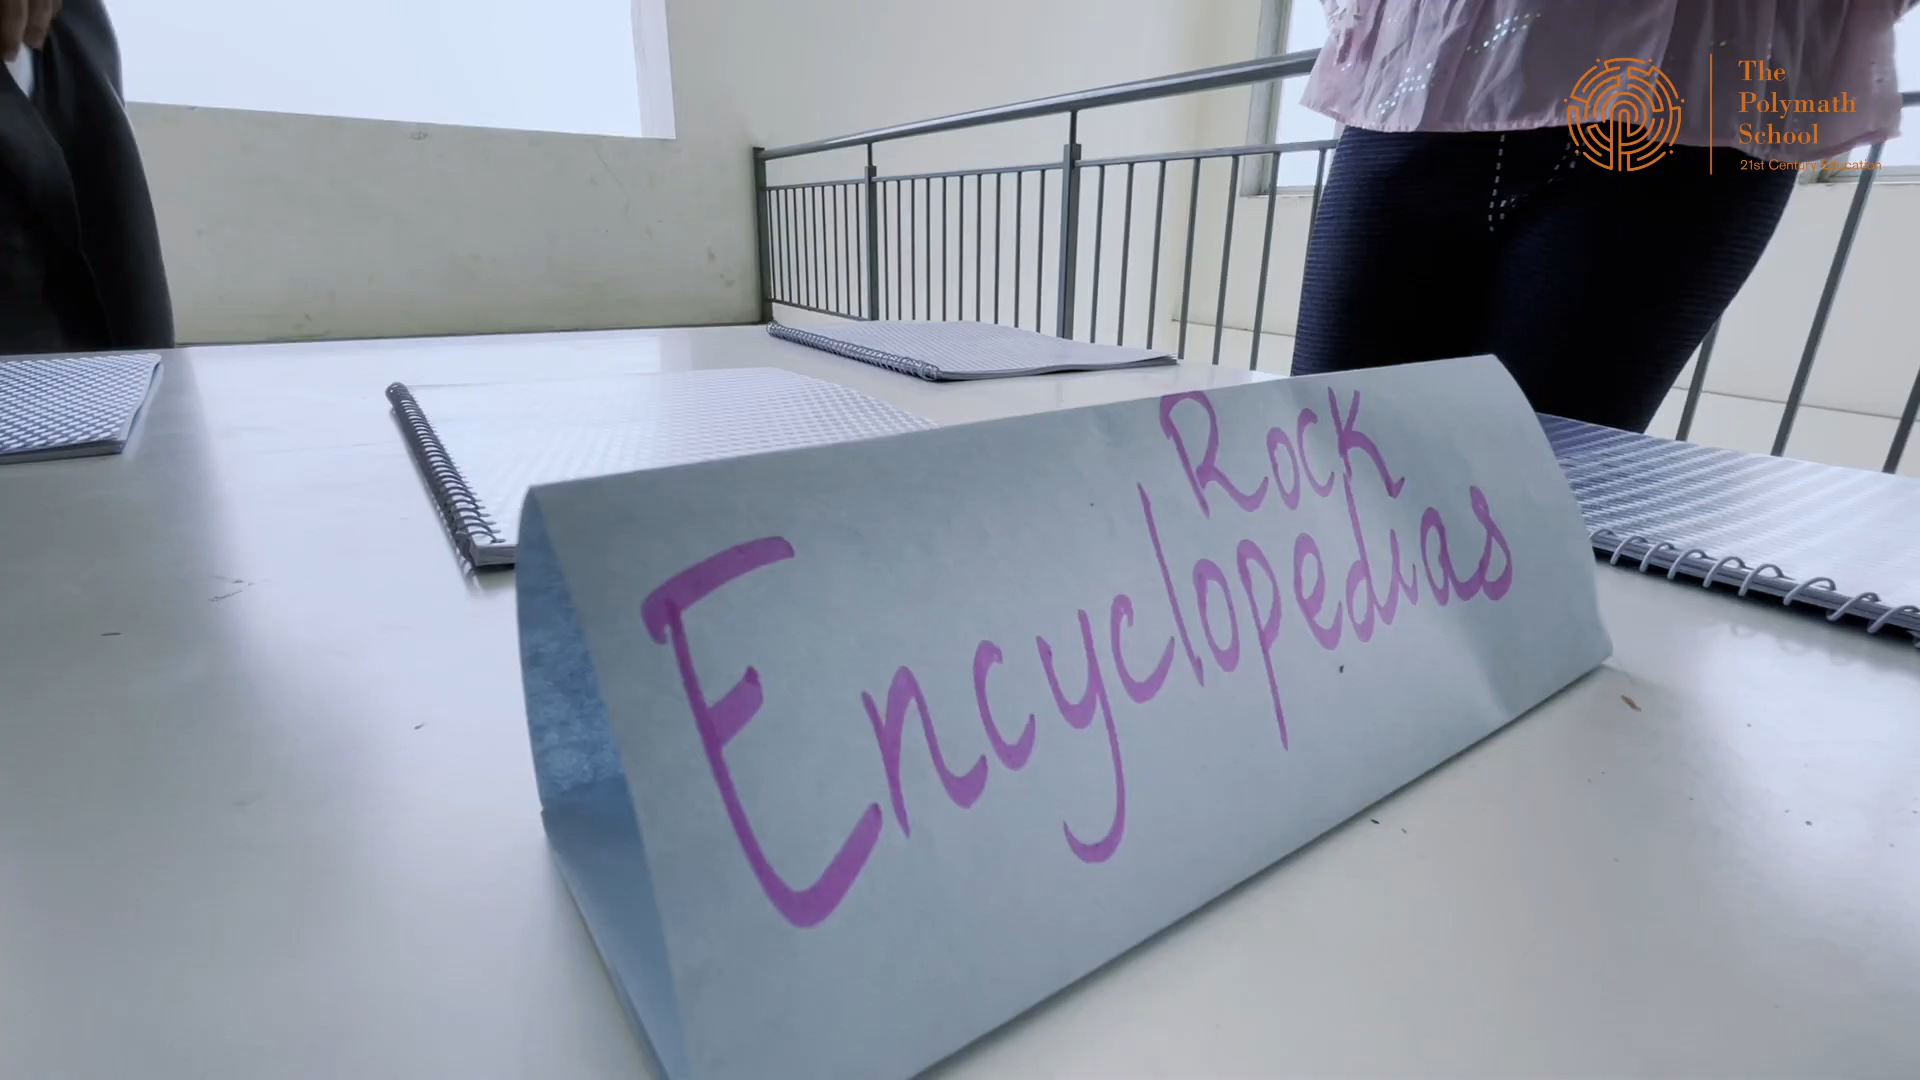 Rock
Encyclopedias
The
Polymath
School
21st Century Education